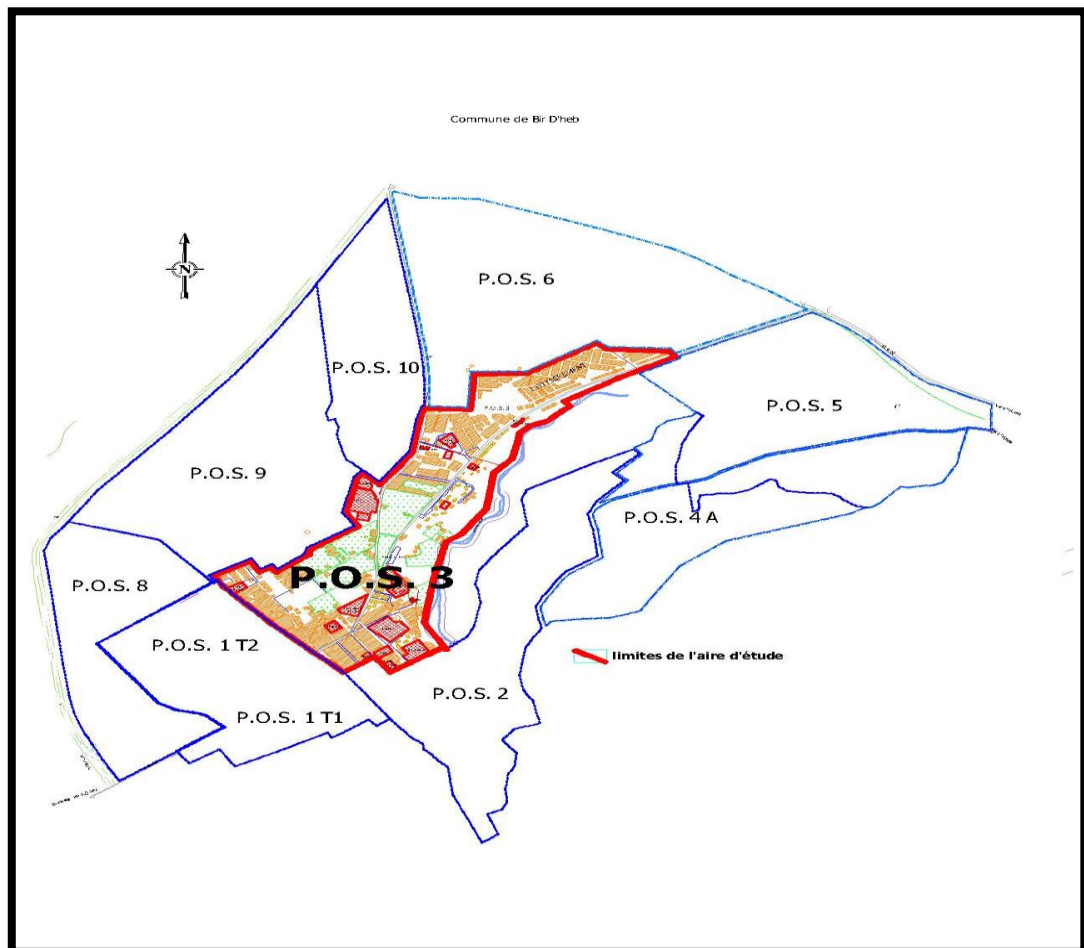 Commune de Bir D'heb
N
P.O.S. 6
P.O.S. 10
P.O.S. 5
P.O.S.3
P.O.S. 9
P.O.S. 4 A
P.O.S. 3
P.O.S. 8
P.O.S. 1 T2
limites de l'aire d'étude
P.O.S. 2
P.O.S. 1 T1